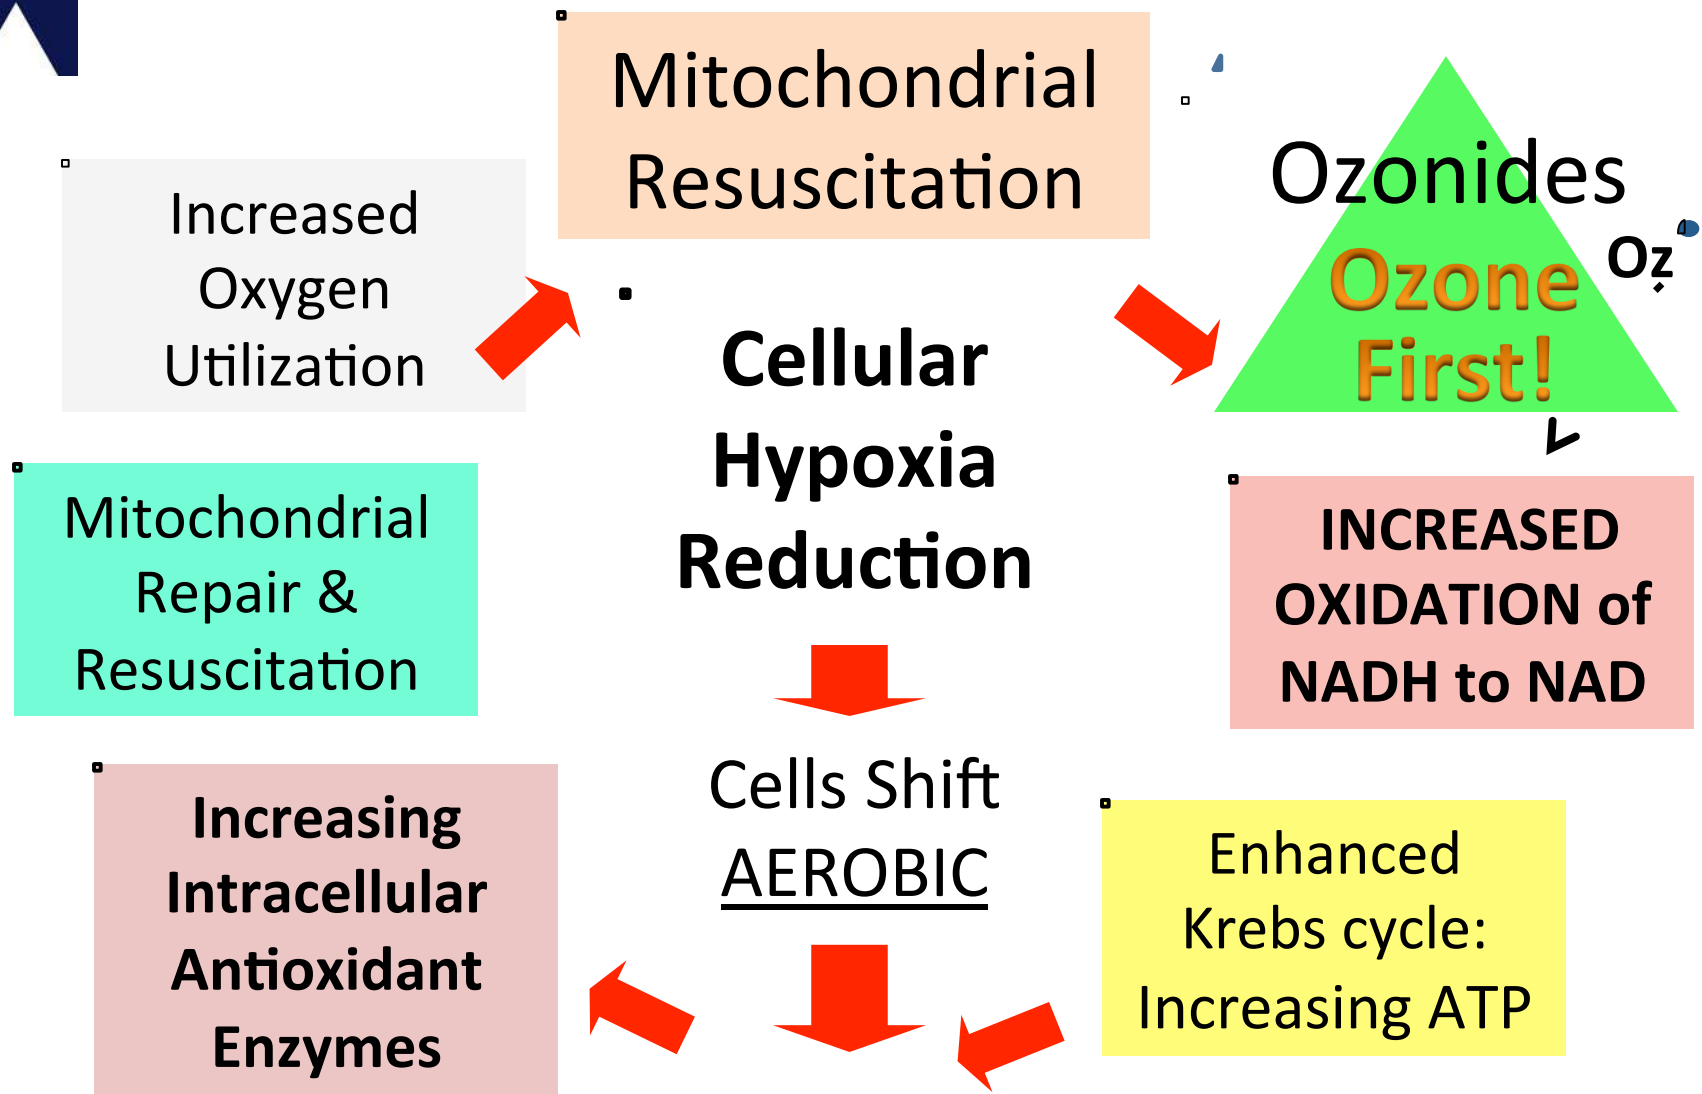 Mitochondrial
Resuscitation
Ozonides
Ozone
First!
Oz
Increased
Oxygen
Utilization
Cellular
Hypoxia
Reduction
Mitochondrial
Repair &
Resuscitation
INCREASED
OXIDATION of
NADH to NAD
Cells Shift
AEROBIC
Increasing
Intracellular
Antioxidant
Enzymes
Enhanced
Krebs cycle:
Increasing ATP